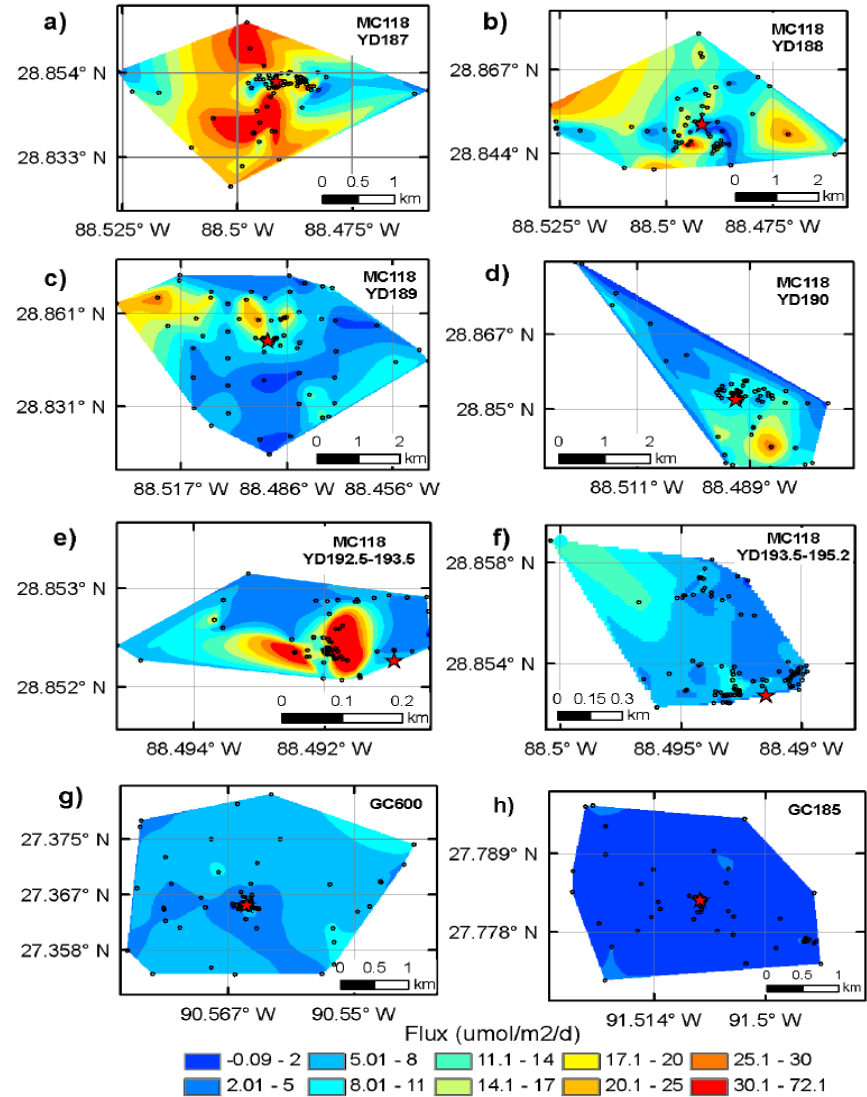 a)
MC118
YD187
28.854° N
28.833° N
0 0.5 1
km
88.525° W 88.5° W 88.475° W
b)
MC118
YD188
28.867° N
28.844° N
0 1 2
km
88.525° W 88.5° W 88.475° W
c)
MC118
YD189
28.861° N
28.831° N
0 1 2
km
88.517° W 88.486° W 88.456° W
d)
MC118
YD190
28.867° N
28.85° N
0 1 2
km
88.511° W 88.489° W
e)
MC118
YD192.5-193.5
28.853° N
28.852° N
0 0.1 0.2
km
88.494° W 88.492° W
f)
MC118
YD193.5-195.2
28.858° N
28.854° N
0 0.15 0.3
km
88.5° W 88.495° W 88.49° W
g)
GC600
27.375° N
27.367° N
27.358° N
0 0.5 1
km
90.567° W 90.55° W
h)
GC185
27.789° N
27.778° N
0 0.5 1
km
91.514° W 91.5° W
Flux (umol/m2/d)
-0.09 - 2 5.01 - 8 11.1 - 14 17.1 - 20 25.1 - 30
2.01 - 5 8.01 - 11 14.1 - 17 20.1 - 25 30.1 - 72.1